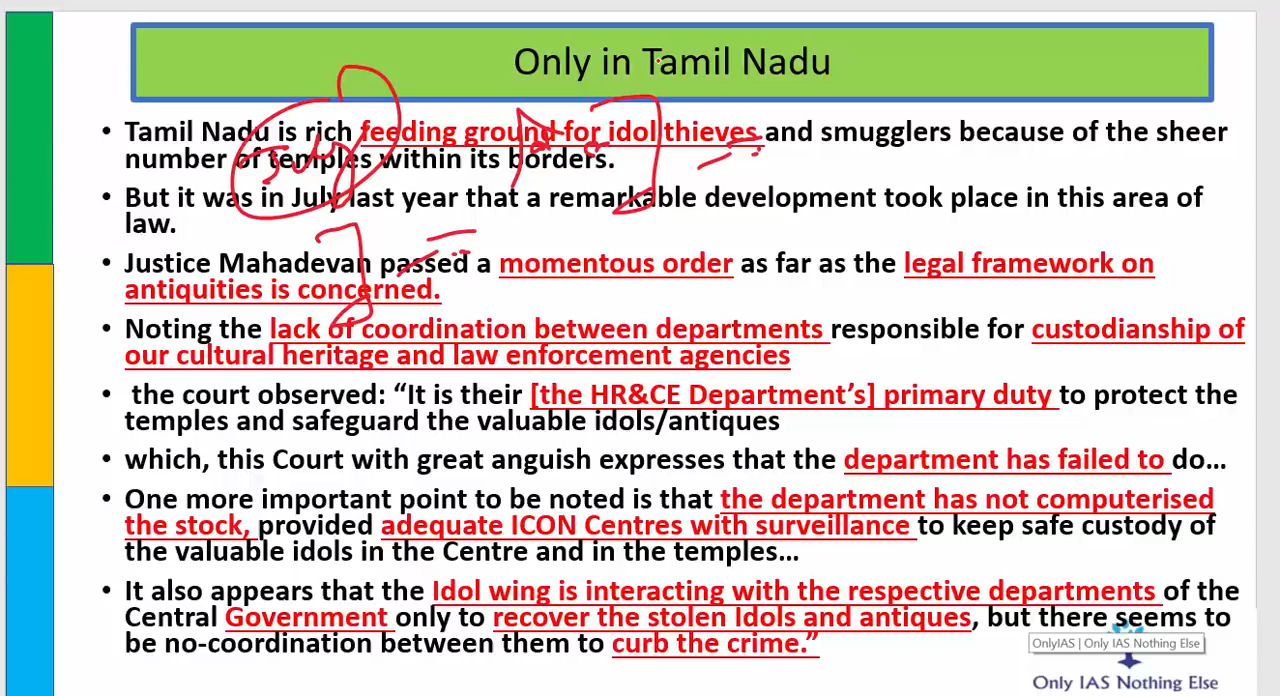 Only in Tamil Nadu
• Tamil Nadu is rich feeding ground for idol thieves and smugglers because of the sheer
number of temples within its borders.
• But it was in July last year that a remarkable development took place in this area of
law.
• Justice Mahadevan passed a momentous order as far as the legal framework on
antiquities is concerned.
• Noting the lack of coordination between departments responsible for custodianship of
our cultural heritage and law enforcement agencies
• the court observed: “It is their [the HR&CE Department’s] primary duty to protect the
temples and safeguard the valuable idols/antiques
• which, this Court with great anguish expresses that the department has failed to do…
• One more important point to be noted is that the department has not computerised
the stock, provided adequate ICON Centres with surveillance to keep safe custody of
the valuable idols in the Centre and in the temples…
• It also appears that the Idol wing is interacting with the respective departments of the
Central Government only to recover the stolen Idols and antiques, but there seems to
be no-coordination between them to curb the crime.”
OnlyIAS | Only IAS Nothing Else
Only IAS Nothing Else